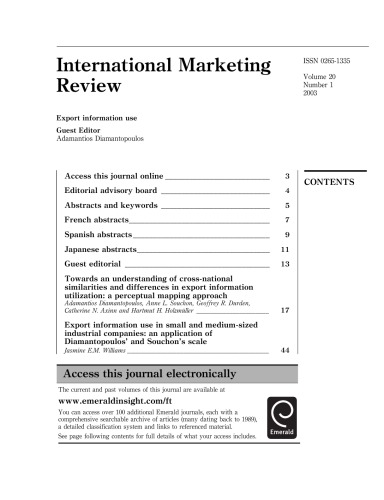 International Marketing
Review
ISSN 0265-1335
Volume 20
Number 1
2003
Export information use
Guest Editor
Adamantios Diamantopoulos
CONTENTS
Access this journal online 3
Editorial advisory board 4
Abstracts and keywords 5
French abstracts 7
Spanish abstracts 9
Japanese abstracts 11
Guest editorial 13
Towards an understanding of cross-national
similarities and differences in export information
utilization: a perceptual mapping approach
Adamantios Diamantopoulos, Anne L. Souchon, Geoffrey R. Durden,
Catherine N. Axinn and Hartmut H. Holzmüller 17
Export information use in small and medium-sized
industrial companies: an application of
Diamantopoulos' and Souchon's scale
Jasmine E.M. Williams 44
Access this journal electronically
The current and past volumes of this journal are available at
www.emeraldinsight.com/ft
You can access over 100 additional Emerald journals, each with a
comprehensive searchable archive of articles (many dating back to 1989),
a detailed classification system and links to referenced material.
See page following contents for full details of what your access includes.
Emerald